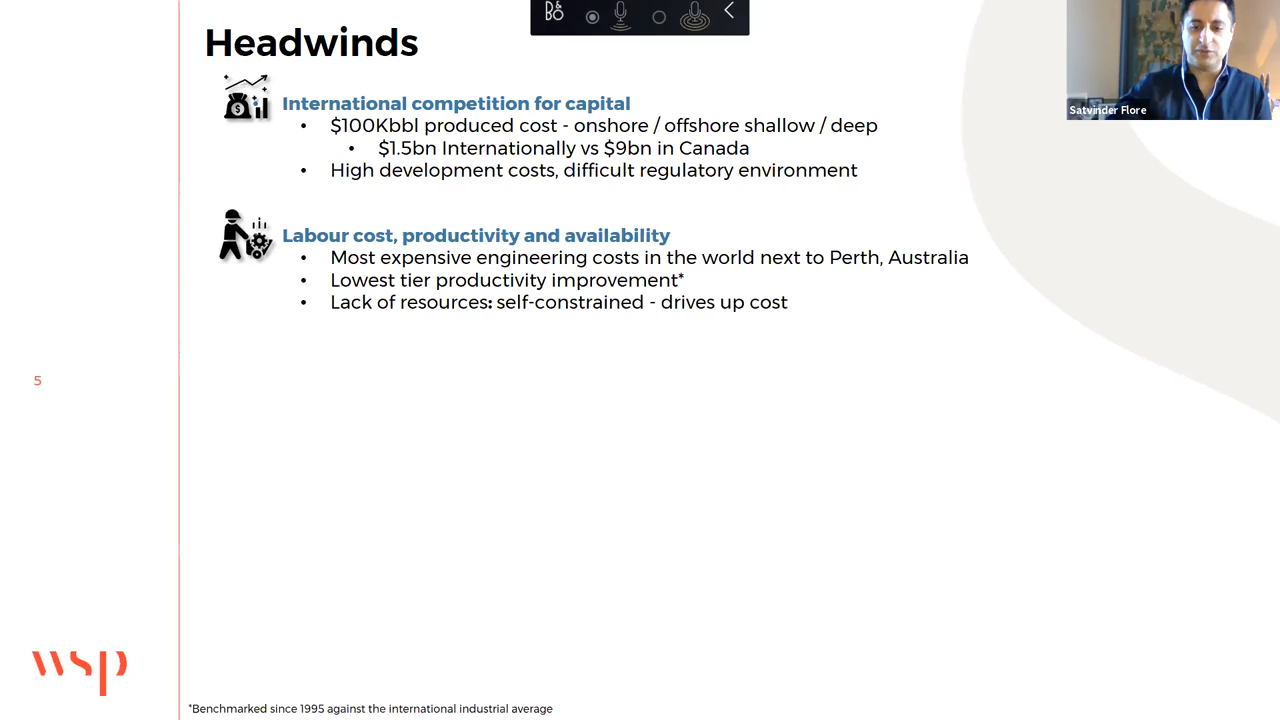 B&O
Headwinds
Satvinder Flore
$
International competition for capital
• $100Kbbl produced cost - onshore / offshore shallow / deep
• $1.5bn Internationally vs $9bn in Canada
• High development costs, difficult regulatory environment
Labour cost, productivity and availability
• Most expensive engineering costs in the world next to Perth, Australia
• Lowest tier productivity improvement*
• Lack of resources: self-constrained - drives up cost
5
wsp
*Benchmarked since 1995 against the international industrial average